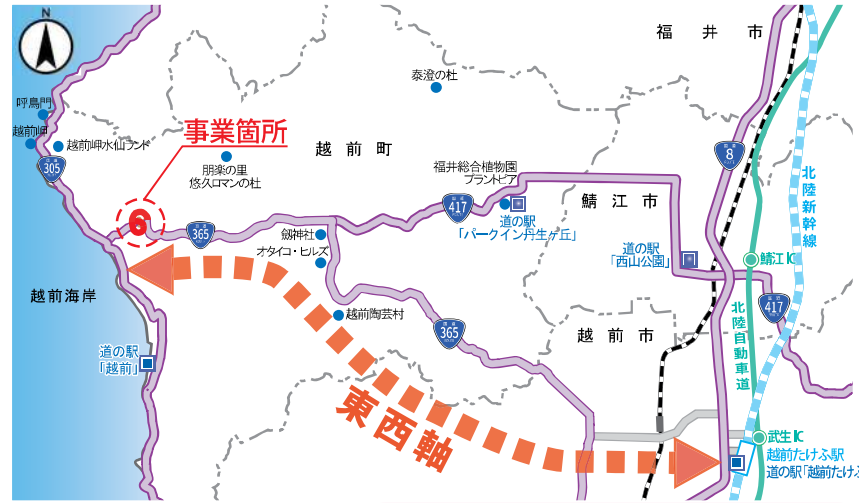 N
福井市
泰澄の杜
呼鳥門
越前岬
越前岬水仙ランド
事業箇所
越前町
305
朋楽の里
悠久ロマンの杜
福井総合植物園
プラントピア
8
北陸新幹線
6
365
417
鯖江市
道の駅
「パークイン丹生ヶ丘」
劔神社
オタイコ・ヒルズ
道の駅
「西山公園」
鯖江IC
越前海岸
越前陶芸村
365
越前市
417
北陸自動車道
道の駅
「越前」
東西軸
武生IC
越前たけふ駅
道の駅「越前たけふ